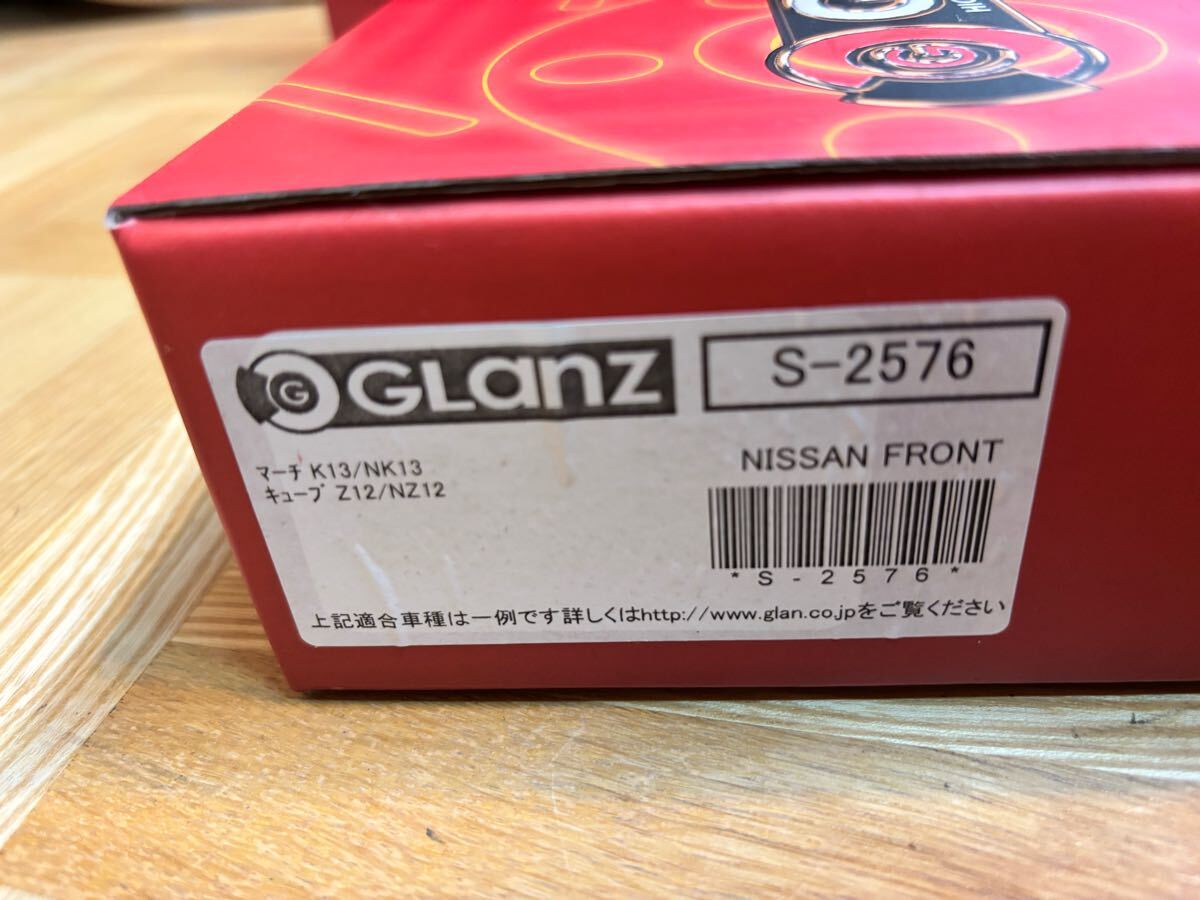 GLanz
S-2576
NISSAN FRONT
マーチ K13/NK13
キューブ Z12/NZ12
*S-2576*
上記適合車種は一例です詳しくはhttp://www.glan.co.jpをご覧ください